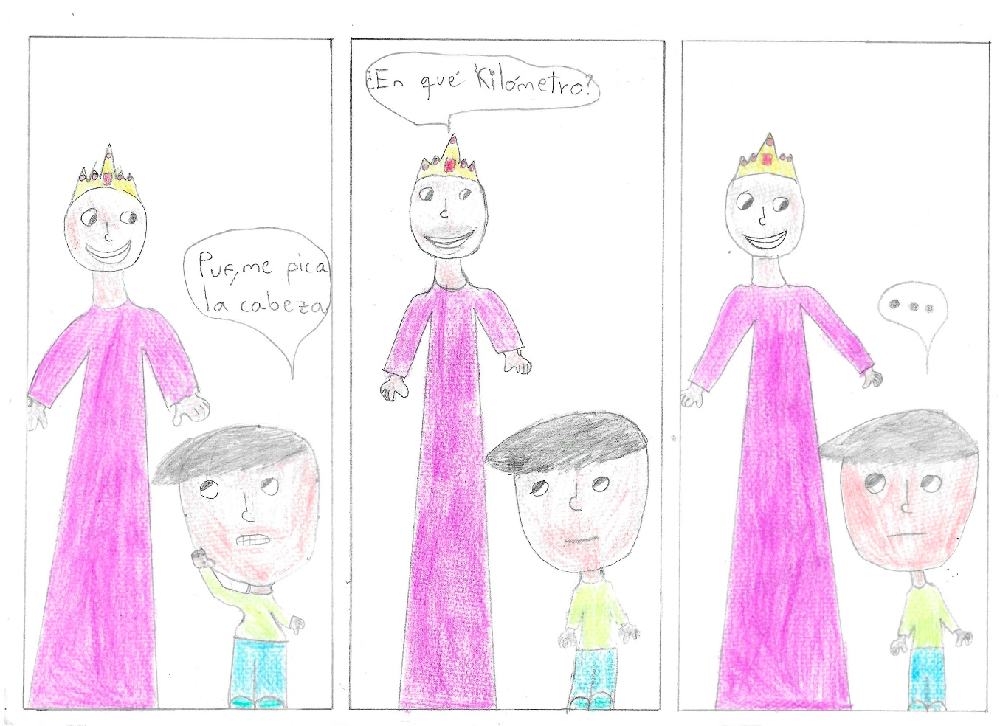 Puf, me pica
la cabeza
¿En qué Kilómetro?
...